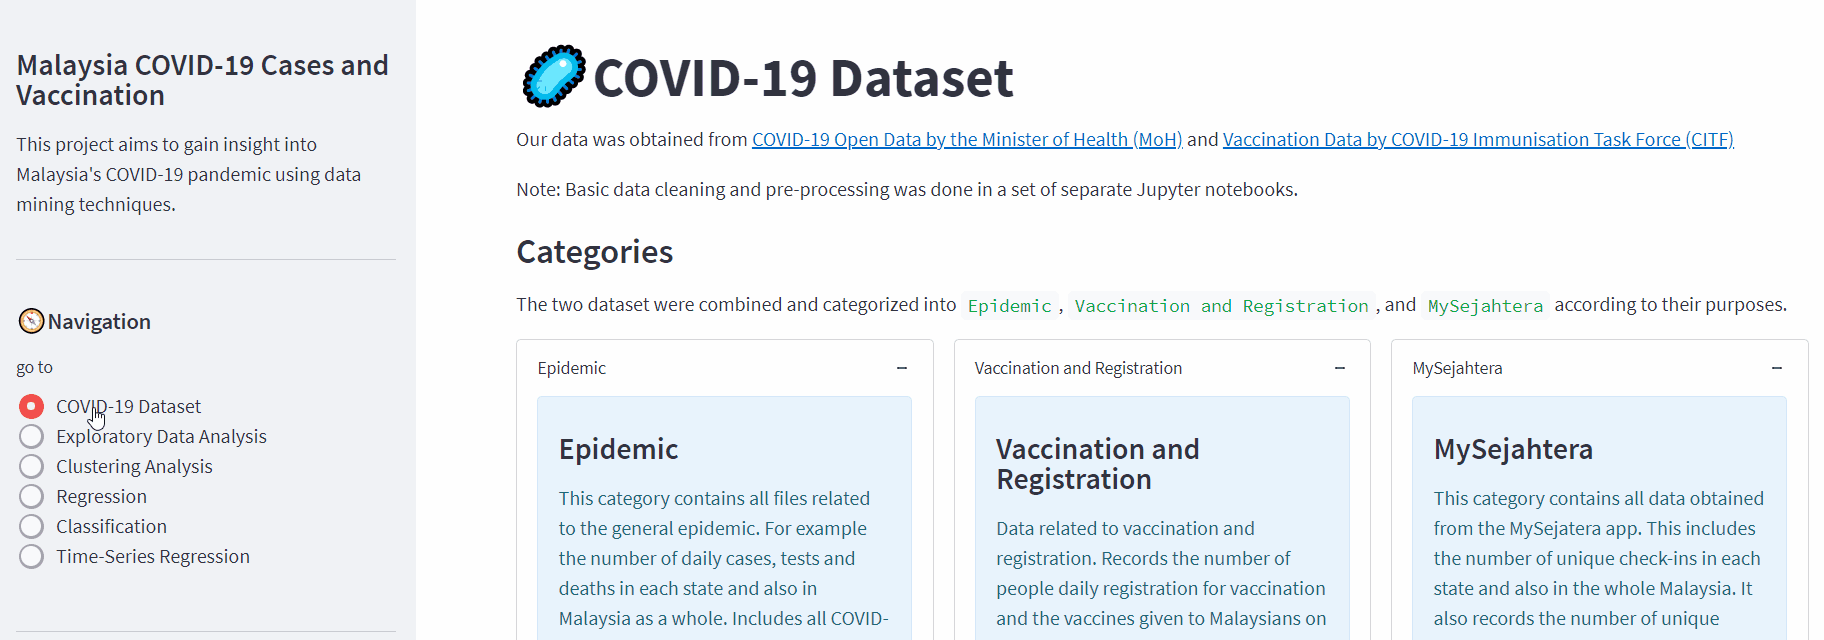 Malaysia COVID-19 Cases and
Vaccination
This project aims to gain insight into
Malaysia's COVID-19 pandemic using data
mining techniques.
Navigation
go to
COVID-19 Dataset
Exploratory Data Analysis
Clustering Analysis
Regression
Classification
Time-Series Regression
COVID-19 Dataset
Our data was obtained from COVID-19 Open Data by the Minister of Health (MoH) and Vaccination Data by COVID-19 Immunisation Task Force (CITF)
Note: Basic data cleaning and pre-processing was done in a set of separate Jupyter notebooks.
Categories
The two dataset were combined and categorized into Epidemic, Vaccination and Registration, and MySejahtera according to their purposes.
Epidemic
Epidemic
This category contains all files related
to the general epidemic. For example
the number of daily cases, tests and
deaths in each state and also in
Malaysia as a whole. Includes all COVID-
Vaccination and Registration
Vaccination and
Registration
Data related to vaccination and
registration. Records the number of
people daily registration for vaccination
and the vaccines given to Malaysians on
MySejahtera
MySejahtera
This category contains all data obtained
from the MySejatera app. This includes
the number of unique check-ins in each
state and also in the whole Malaysia. It
also records the number of unique